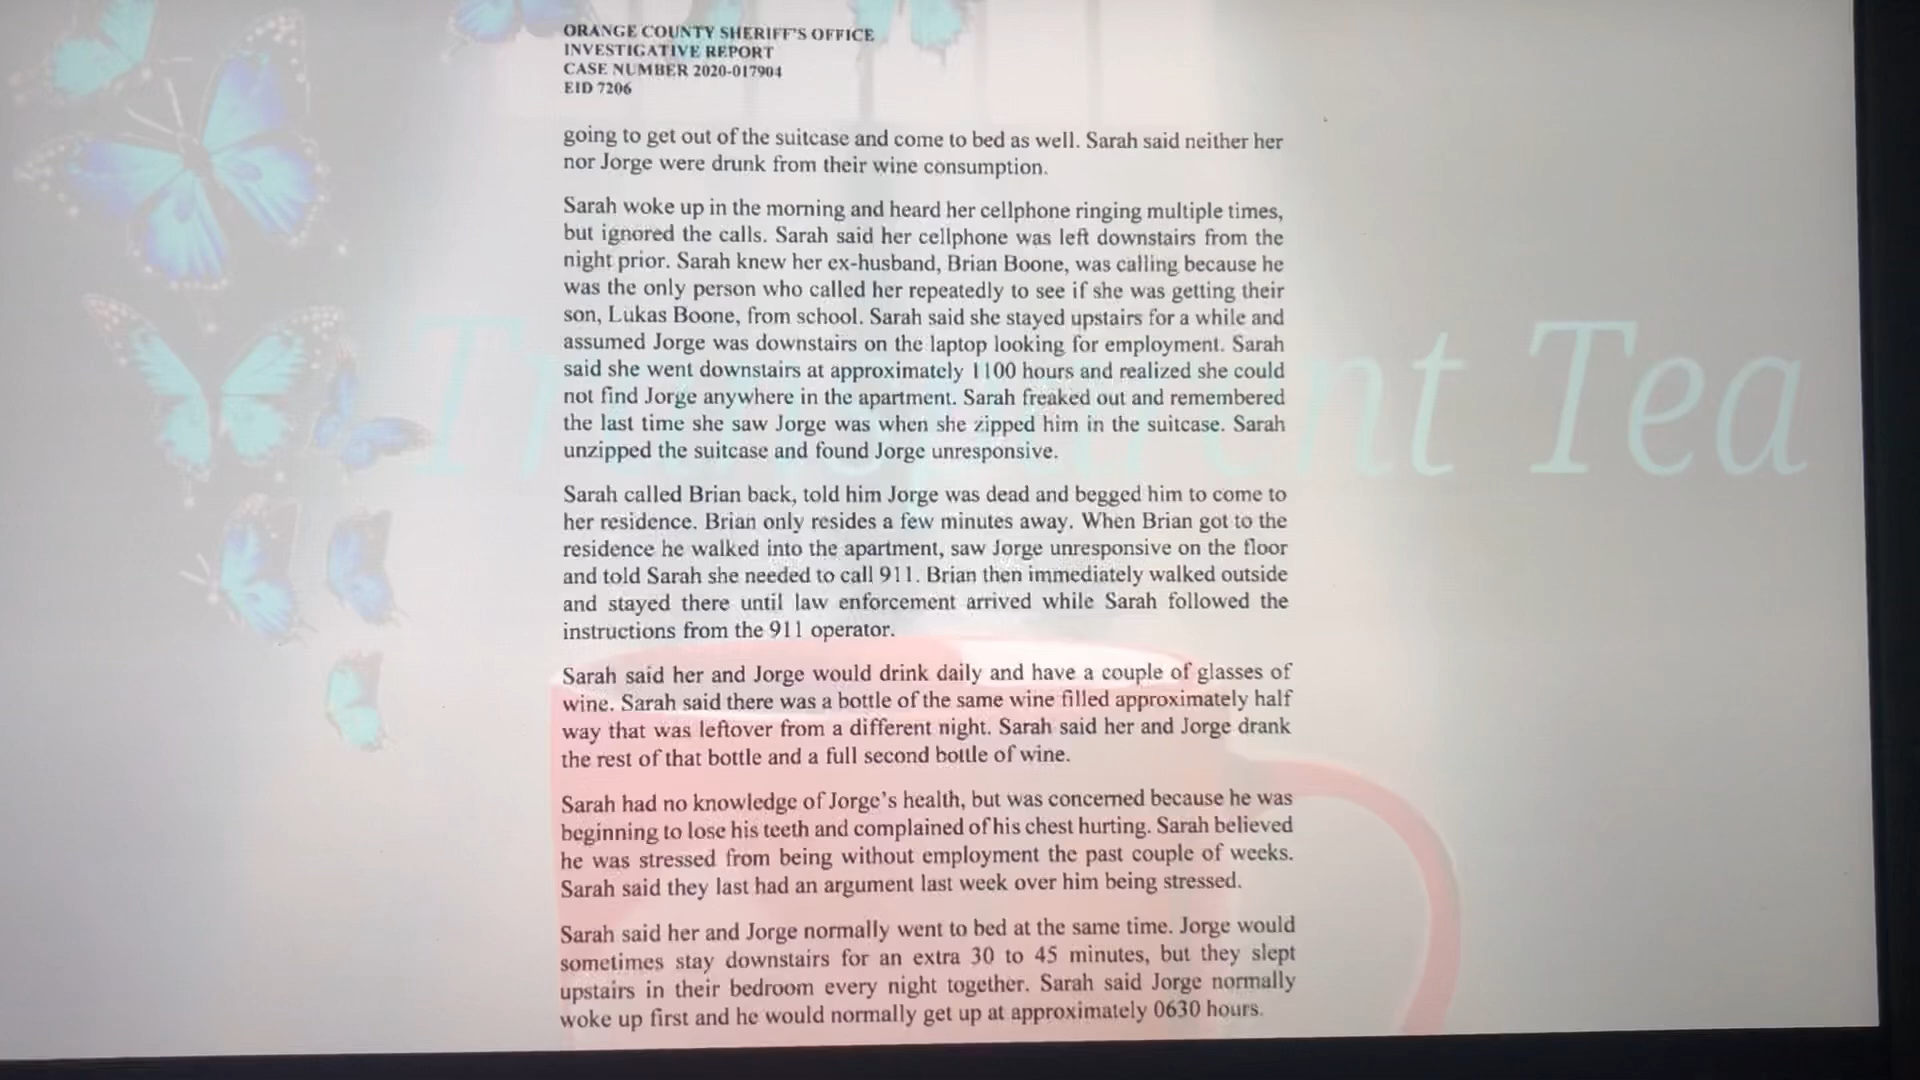 ORANGE COUNTY SHERIFF'S OFFICE
INVESTIGATIVE REPORT
CASE NUMBER 2020-017904
EID 7206
going to get out of the suitcase and come to bed as well. Sarah said neither her
nor Jorge were drunk from their wine consumption.
Sarah woke up in the morning and heard her cellphone ringing multiple times,
but ignored the calls. Sarah said her cellphone was left downstairs from the
night prior. Sarah knew her ex-husband, Brian Boone, was calling because he
was the only person who called her repeatedly to see if she was getting their
son, Lukas Boone, from school. Sarah said she stayed upstairs for a while and
assumed Jorge was downstairs on the laptop looking for employment. Sarah
said she went downstairs at approximately 1100 hours and realized she could
not find Jorge anywhere in the apartment. Sarah freaked out and remembered
the last time she saw Jorge was when she zipped him in the suitcase. Sarah
unzipped the suitcase and found Jorge unresponsive.
Sarah called Brian back, told him Jorge was dead and begged him to come to
her residence. Brian only resides a few minutes away. When Brian got to the
residence he walked into the apartment, saw Jorge unresponsive on the floor
and told Sarah she needed to call 911. Brian then immediately walked outside
and stayed there until law enforcement arrived while Sarah followed the
instructions from the 911 operator.
Sarah said her and Jorge would drink daily and have a couple of glasses of
wine. Sarah said there was a bottle of the same wine filled approximately half
way that was leftover from a different night. Sarah said her and Jorge drank
the rest of that bottle and a full second bottle of wine.
Sarah had no knowledge of Jorge's health, but was concerned because he was
beginning to lose his teeth and complained of his chest hurting. Sarah believed
he was stressed from being without employment the past couple of weeks.
Sarah said they last had an argument last week over him being stressed.
Sarah said her and Jorge normally went to bed at the same time. Jorge would
sometimes stay downstairs for an extra 30 to 45 minutes, but they slept
upstairs in their bedroom every night together. Sarah said Jorge normally
woke up first and he would normally get up at approximately 0630 hours.
Tea